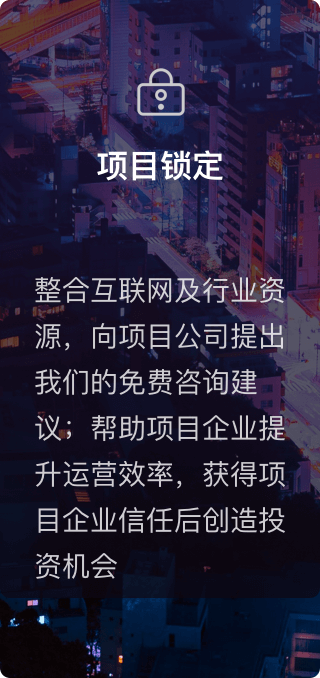 项目锁定
整合互联网及行业资
源，向项目公司提出
我们的免费咨询建
议；帮助项目企业提
升运营效率，获得项
目企业信任后创造投
资机会